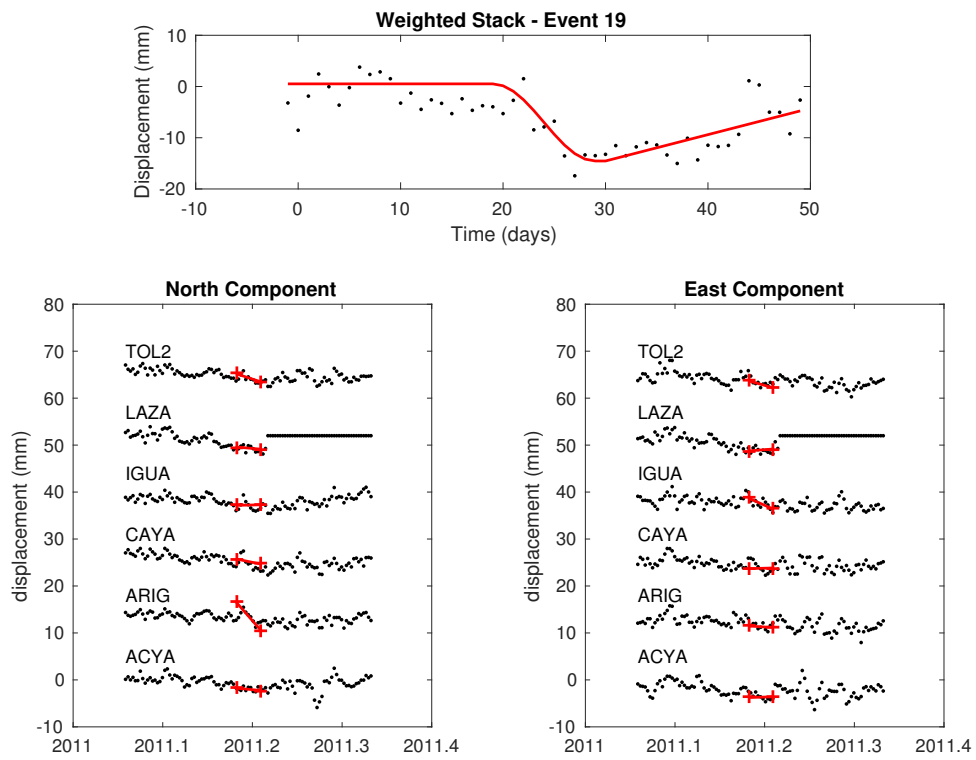 Weighted Stack - Event 19
Displacement (mm)
10
0
-10
-20
-10 0 10 20 30 40 50
Time (days)
North Component
displacement (mm)
80
70
60
50
40
30
20
10
0
-10
TOL2
LAZA
IGUA
CAYA
ARIG
ACYA
2011 2011.1 2011.2 2011.3 2011.4
East Component
displacement (mm)
80
70
60
50
40
30
20
10
0
-10
TOL2
LAZA
IGUA
CAYA
ARIG
ACYA
2011 2011.1 2011.2 2011.3 2011.4